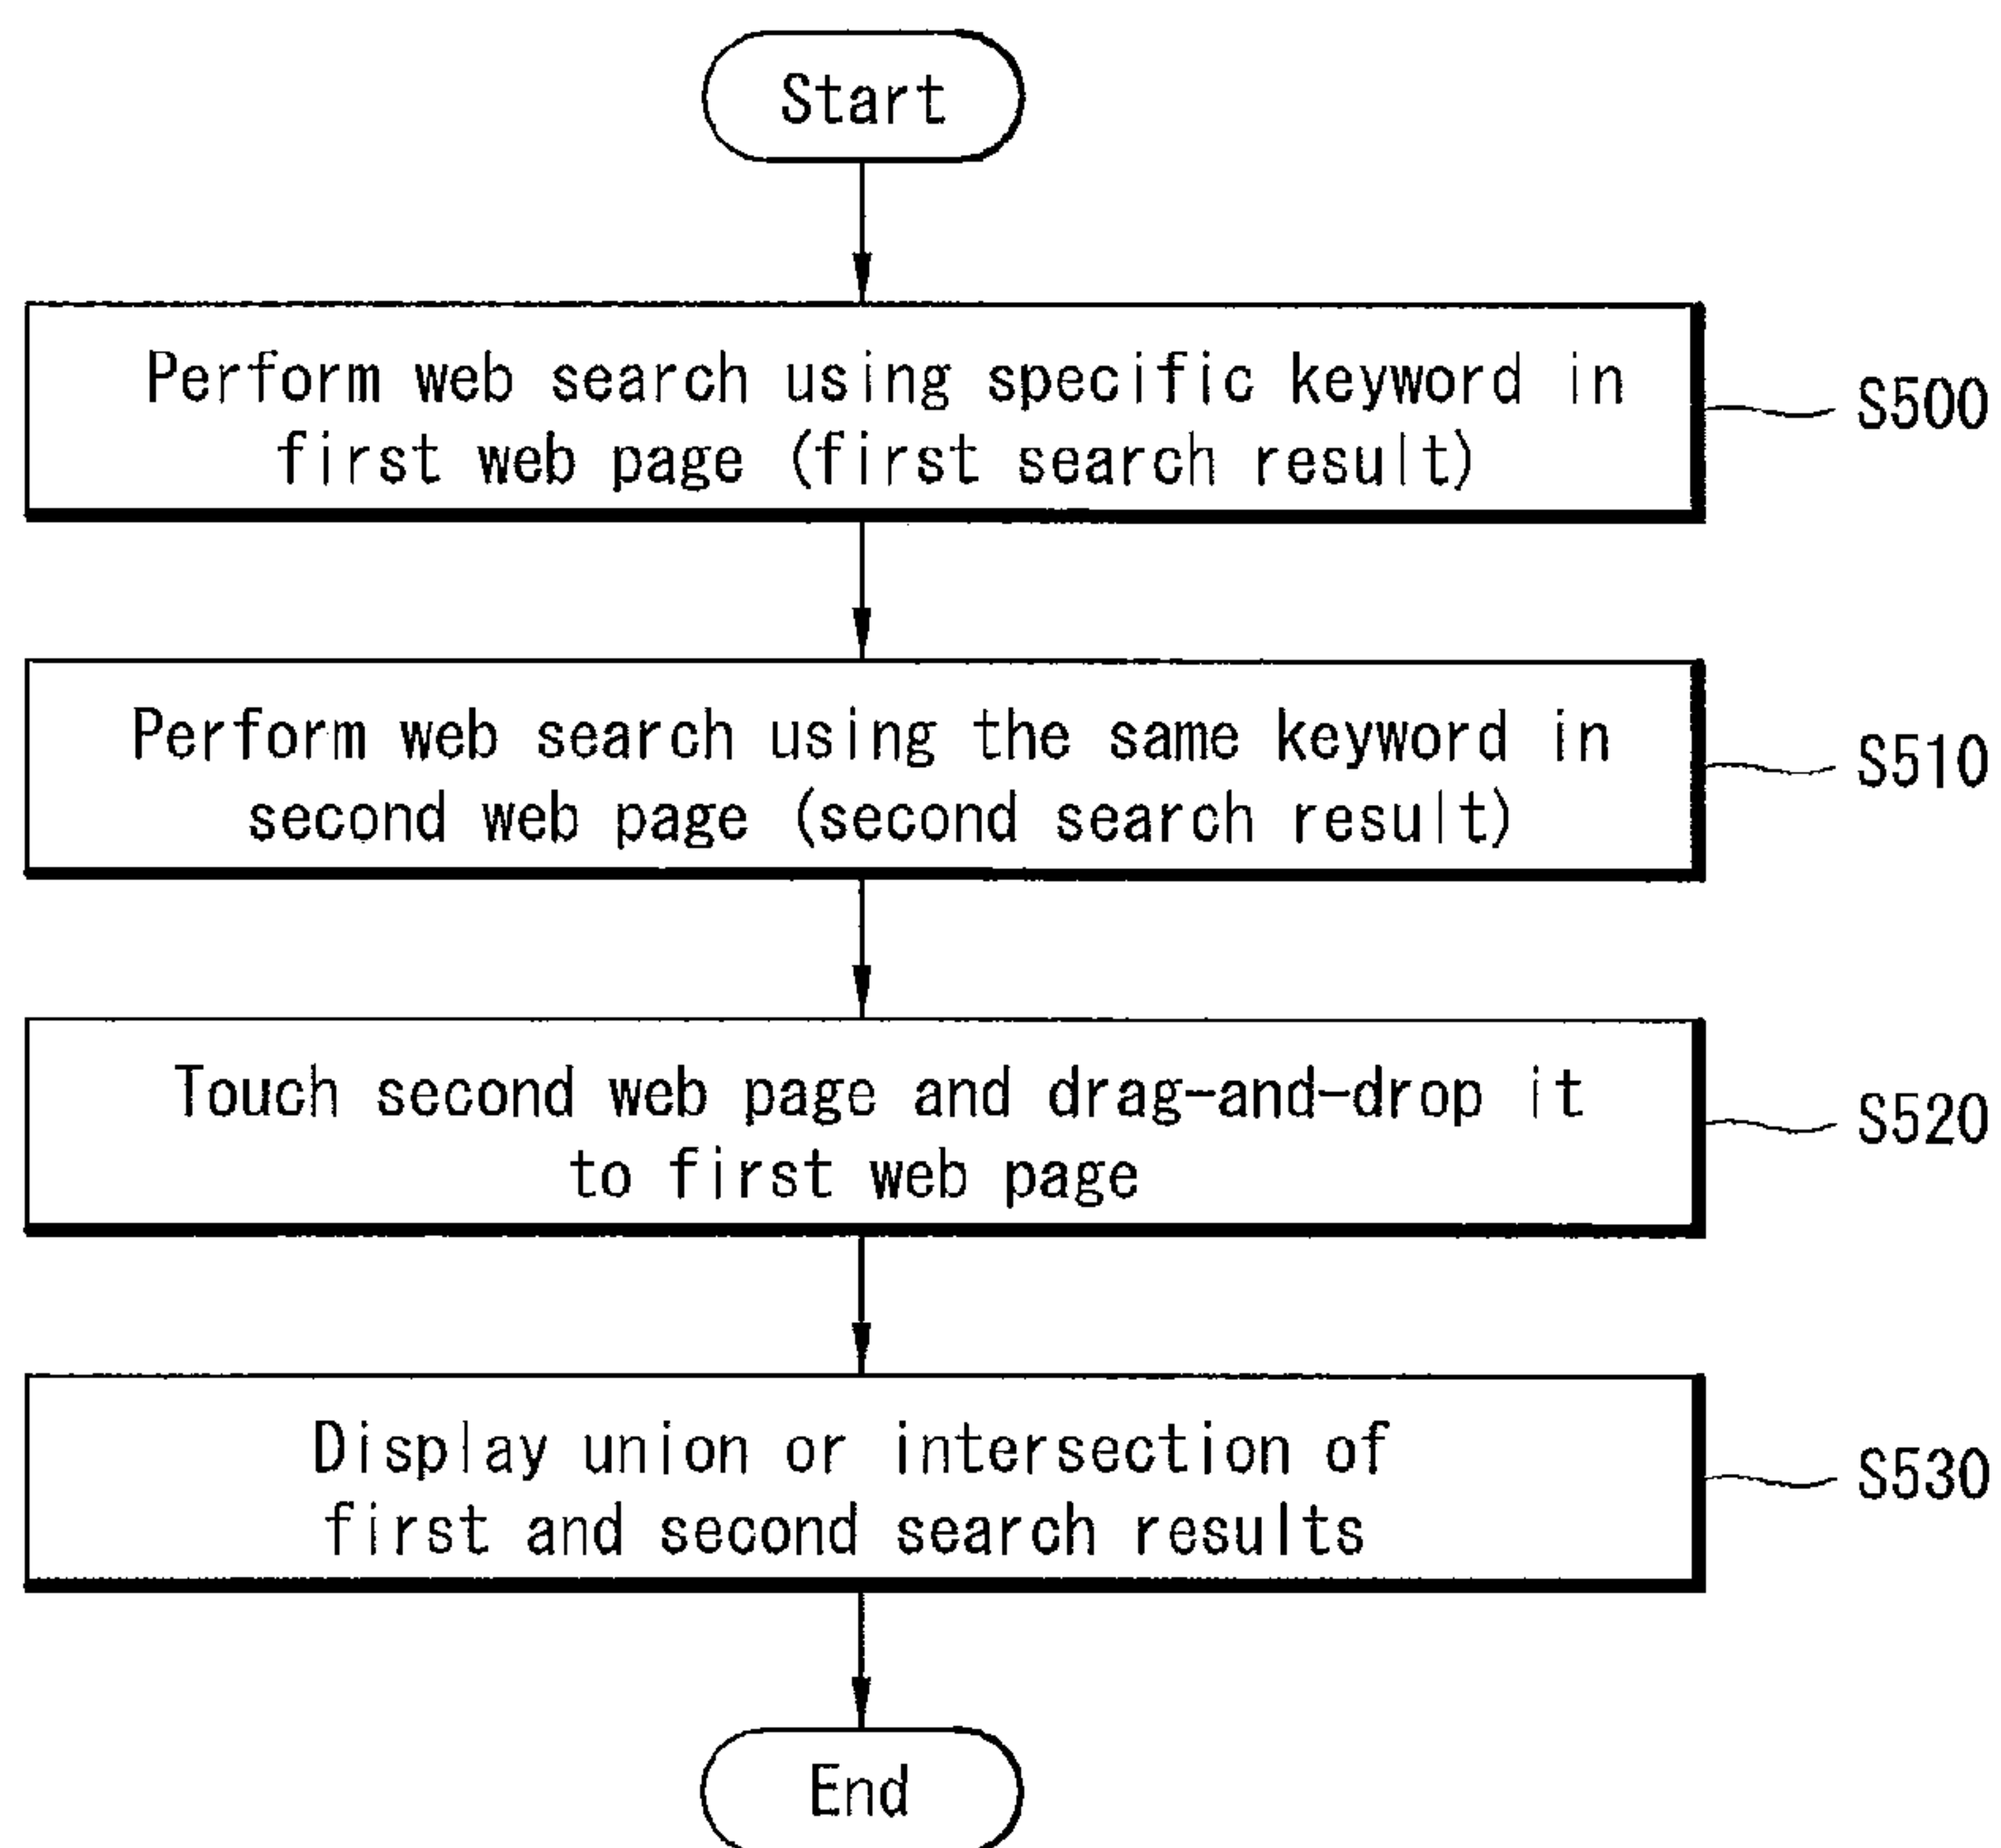 Start
Perform web search using specific keyword in
first web page (first search result)
S500
Perform web search using the same keyword in
second web page (second search result)
S510
Touch second web page and drag-and-drop it
to first web page
S520
Display union or intersection of
first and second search results
S530
End